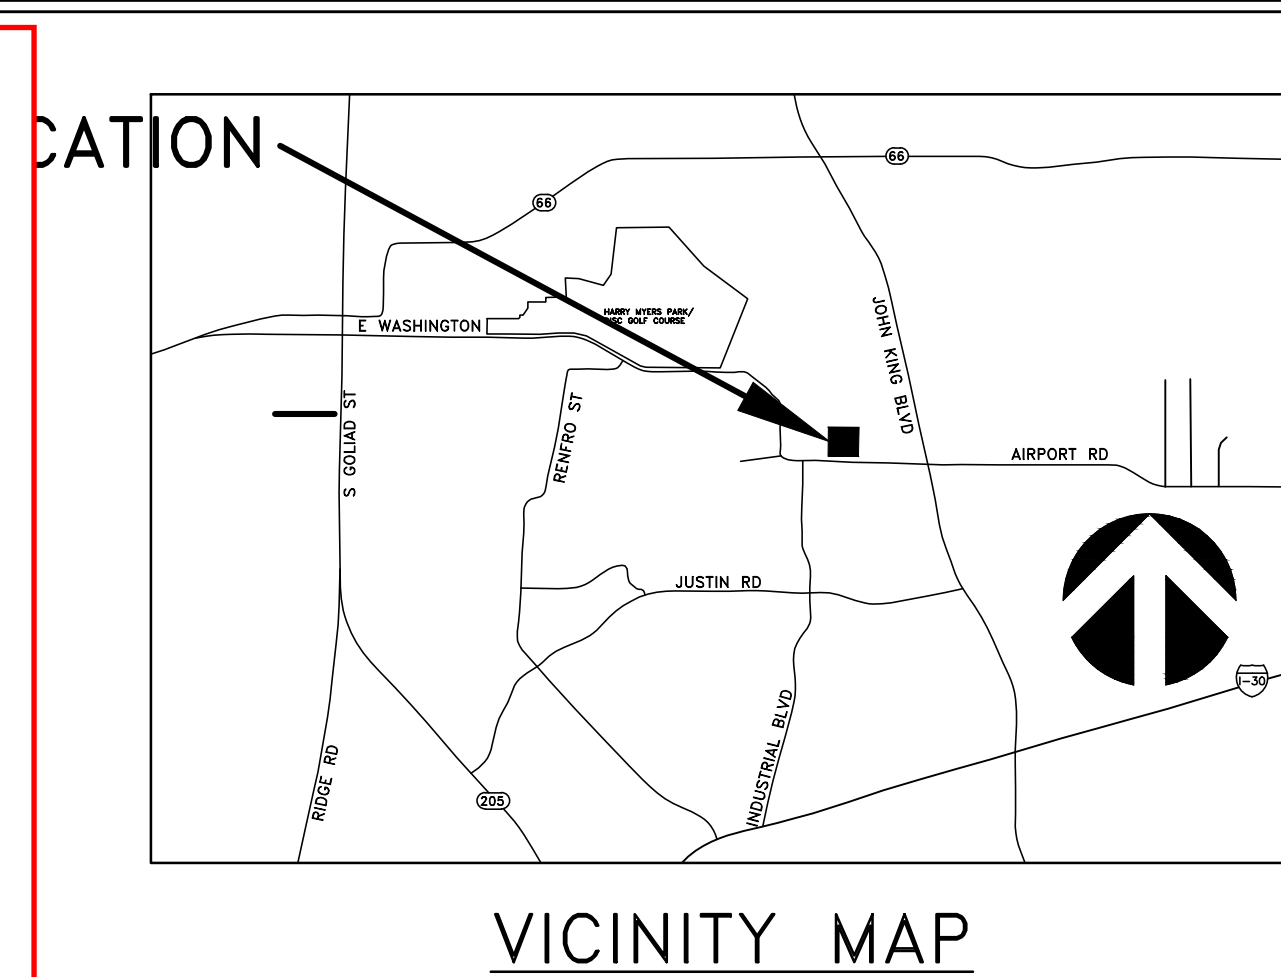 CATION
66
66
HARRY MYERS PARK/
DISC GOLF COURSE
E WASHINGTON
JOHN KING BLVD
S GOLIAD ST
RENFRO ST
AIRPORT RD
JUSTIN RD
I-30
INDUSTRIAL BLVD
RIDGE RD
205
VICINITY MAP